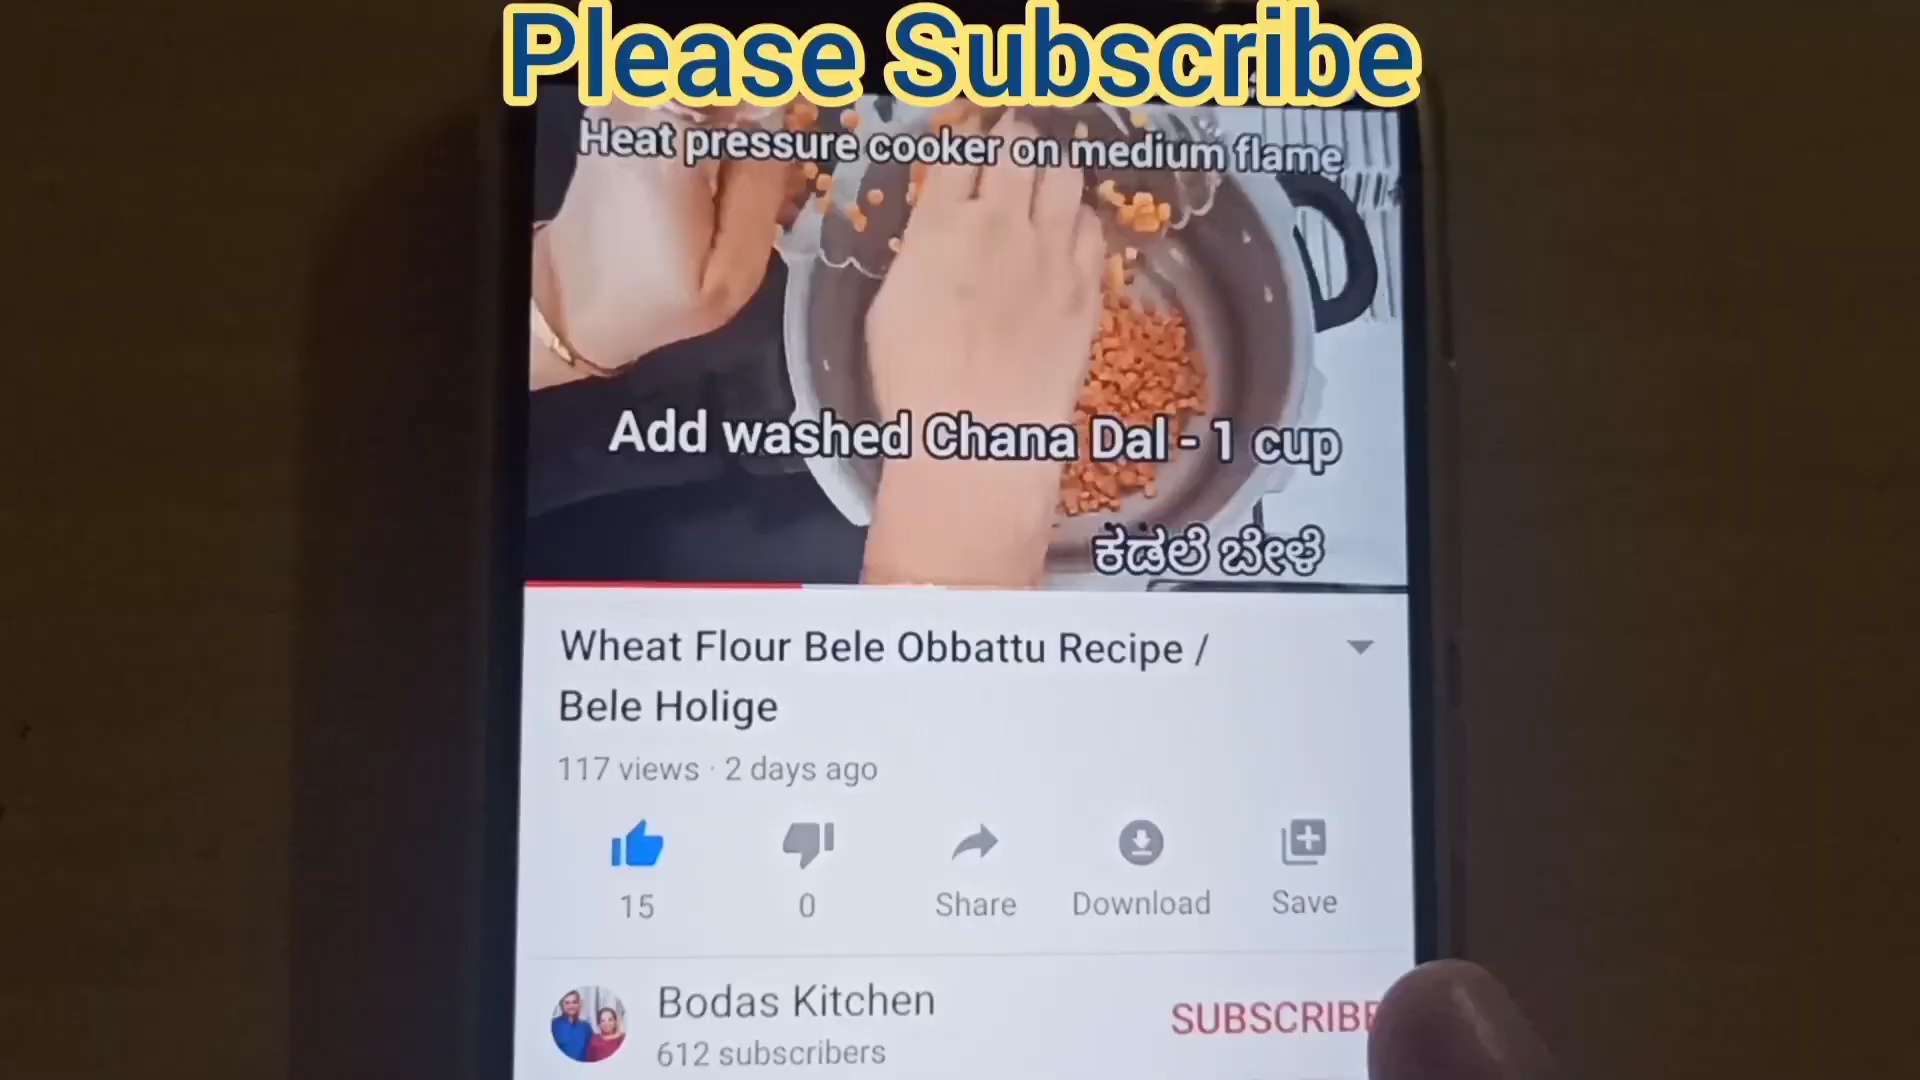 Please Subscribe
Heat pressure cooker on medium flame
Add washed Chana Dal - 1 cup
ಕಡಲೆ ಬೇಳೆ
Wheat Flour Bele Obbattu Recipe /
Bele Holige
117 views · 2 days ago
15
0
Share
Download
Save
Bodas Kitchen
SUBSCRIBE
612 subscribers